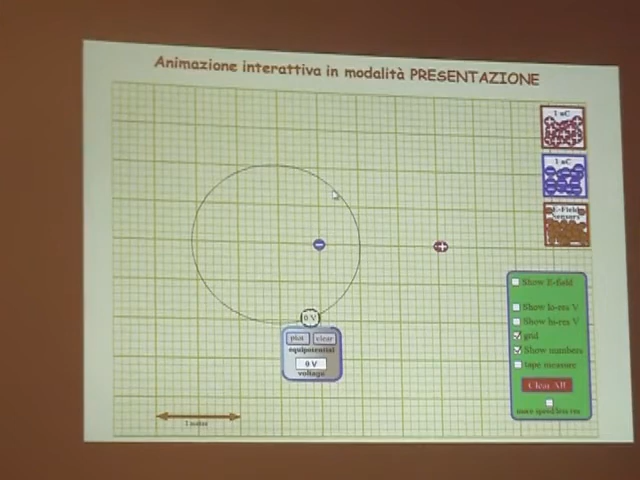 Animazione interattiva in modalità PRESENTAZIONE
1 nC
1 nC
E-Field
sensors
Show E-field
Show lo-res V
Show hi-res V
grid
Show numbers
tape measure
Clear All
more speed less res
0 V
plot clear
equipotential
0 V
voltage
1 meter